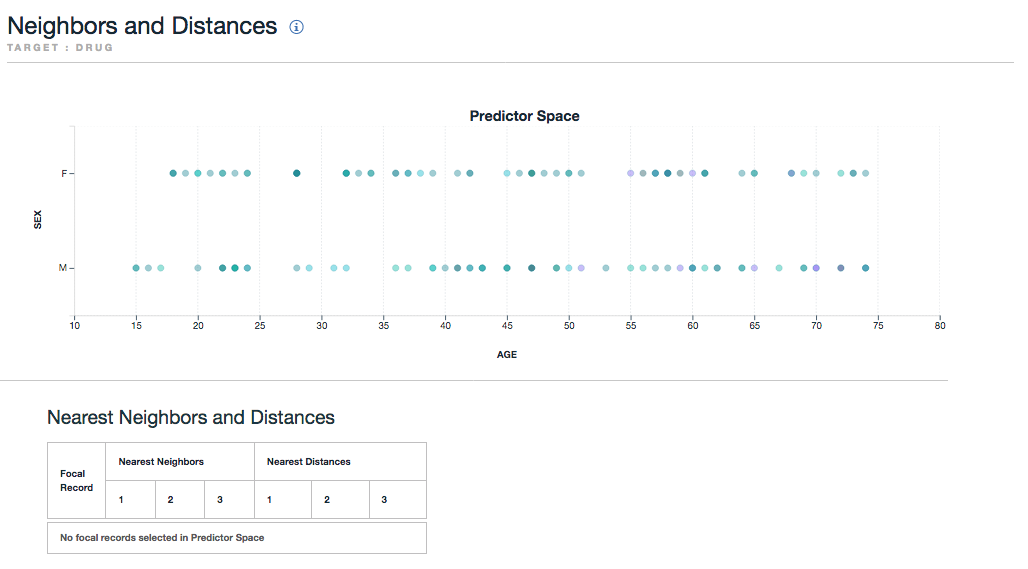 Neighbors and Distances
TARGET : DRUG
Predictor Space
F
SEX
M
10 15 20 25 30 35 40 45 50 55 60 65 70 75 80
AGE
Nearest Neighbors and Distances
Focal Record
Nearest Neighbors Nearest Distances
1 2 3 1 2 3
No focal records selected in Predictor Space